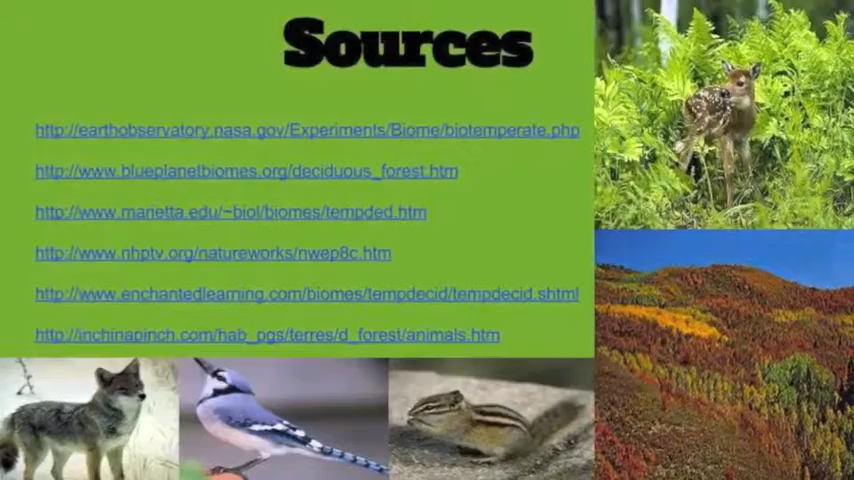 Sources
http://earthobservatory.nasa.gov/Experiments/Biome/biotemperate.php
http://www.blueplanetbiomes.org/deciduous_forest.htm
http://www.marietta.edu/~biol/biomes/tempded.htm
http://www.nhptv.org/natureworks/nwep8c.htm
http://www.enchantedlearning.com/biomes/tempdecid/tempdecid.shtml
http://inchinapinch.com/hab_pgs/terres/d_forest/animals.htm